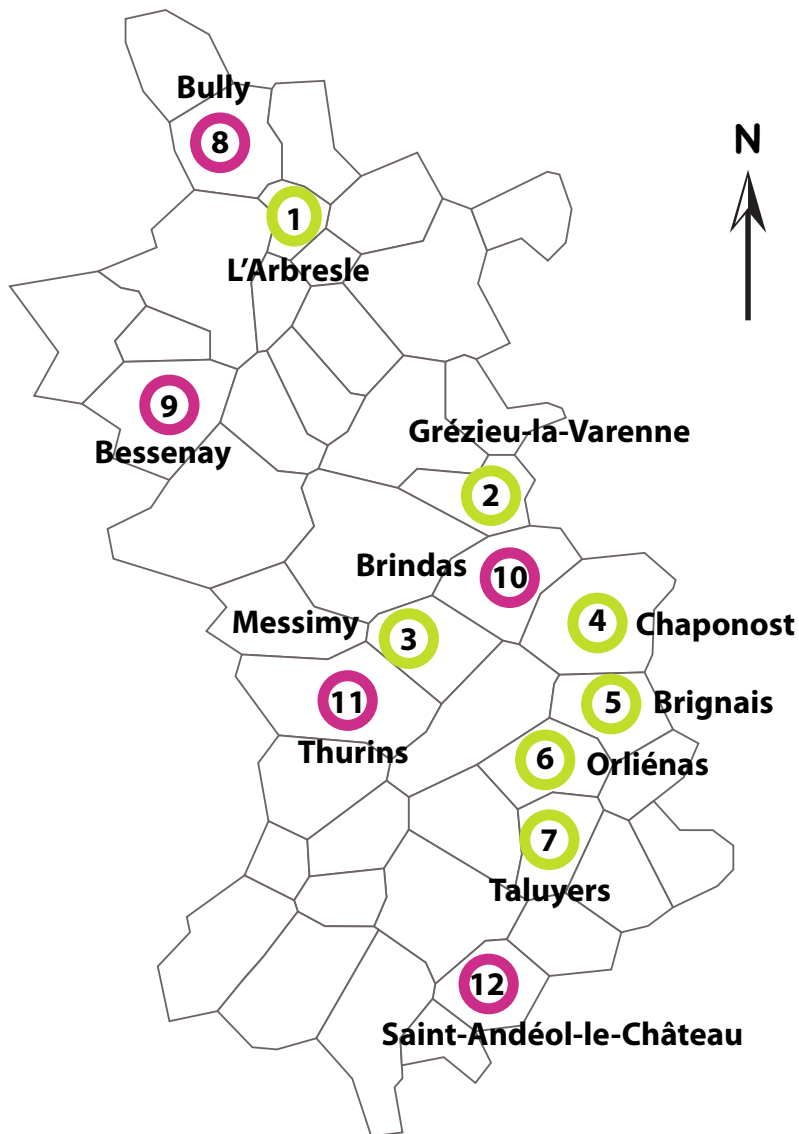 Bully
8
N
1
L’Arbresle
9
Bessenay
Grézieu-la-Varenne
2
Brindas
10
Messimy
3
4
Chaponost
11
5
Brignais
Thurins
6
Orliénas
7
Taluyers
12
Saint-Andéol-le-Château